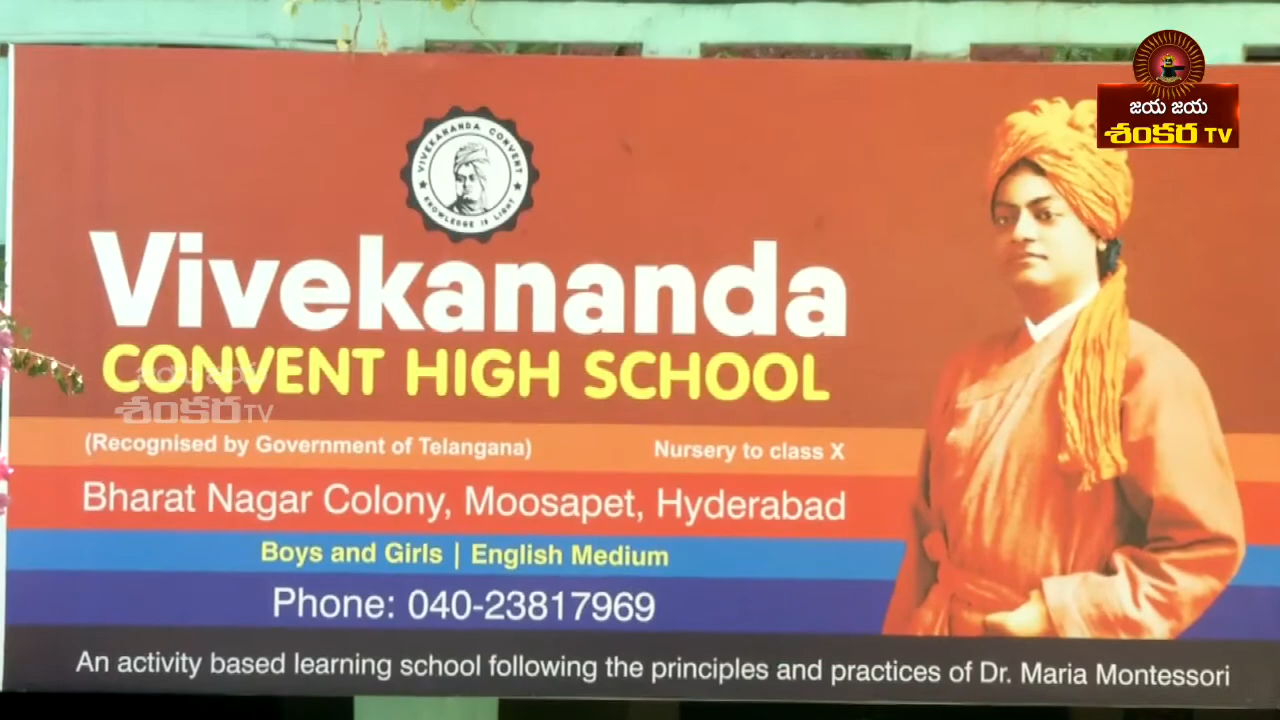 జయ జయ
శంకర TV
VIVEKANANDA CONVENT
KNOWLEDGE IS LIGHT
Vivekananda
CONVENT HIGH SCHOOL
శంకర TV
(Recognised by Government of Telangana) Nursery to class X
Bharat Nagar Colony, Moosapet, Hyderabad
Boys and Girls | English Medium
Phone: 040-23817969
An activity based learning school following the principles and practices of Dr. Maria Montessori